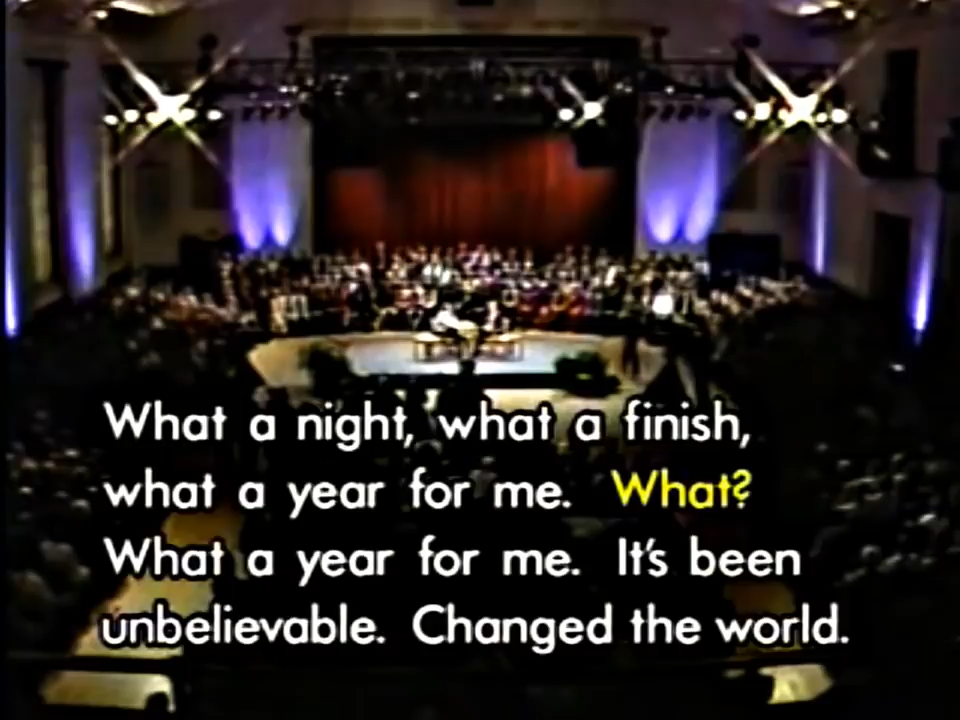 What a night, what a finish,
what a year for me. What?
What a year for me. It's been
unbelievable. Changed the world.